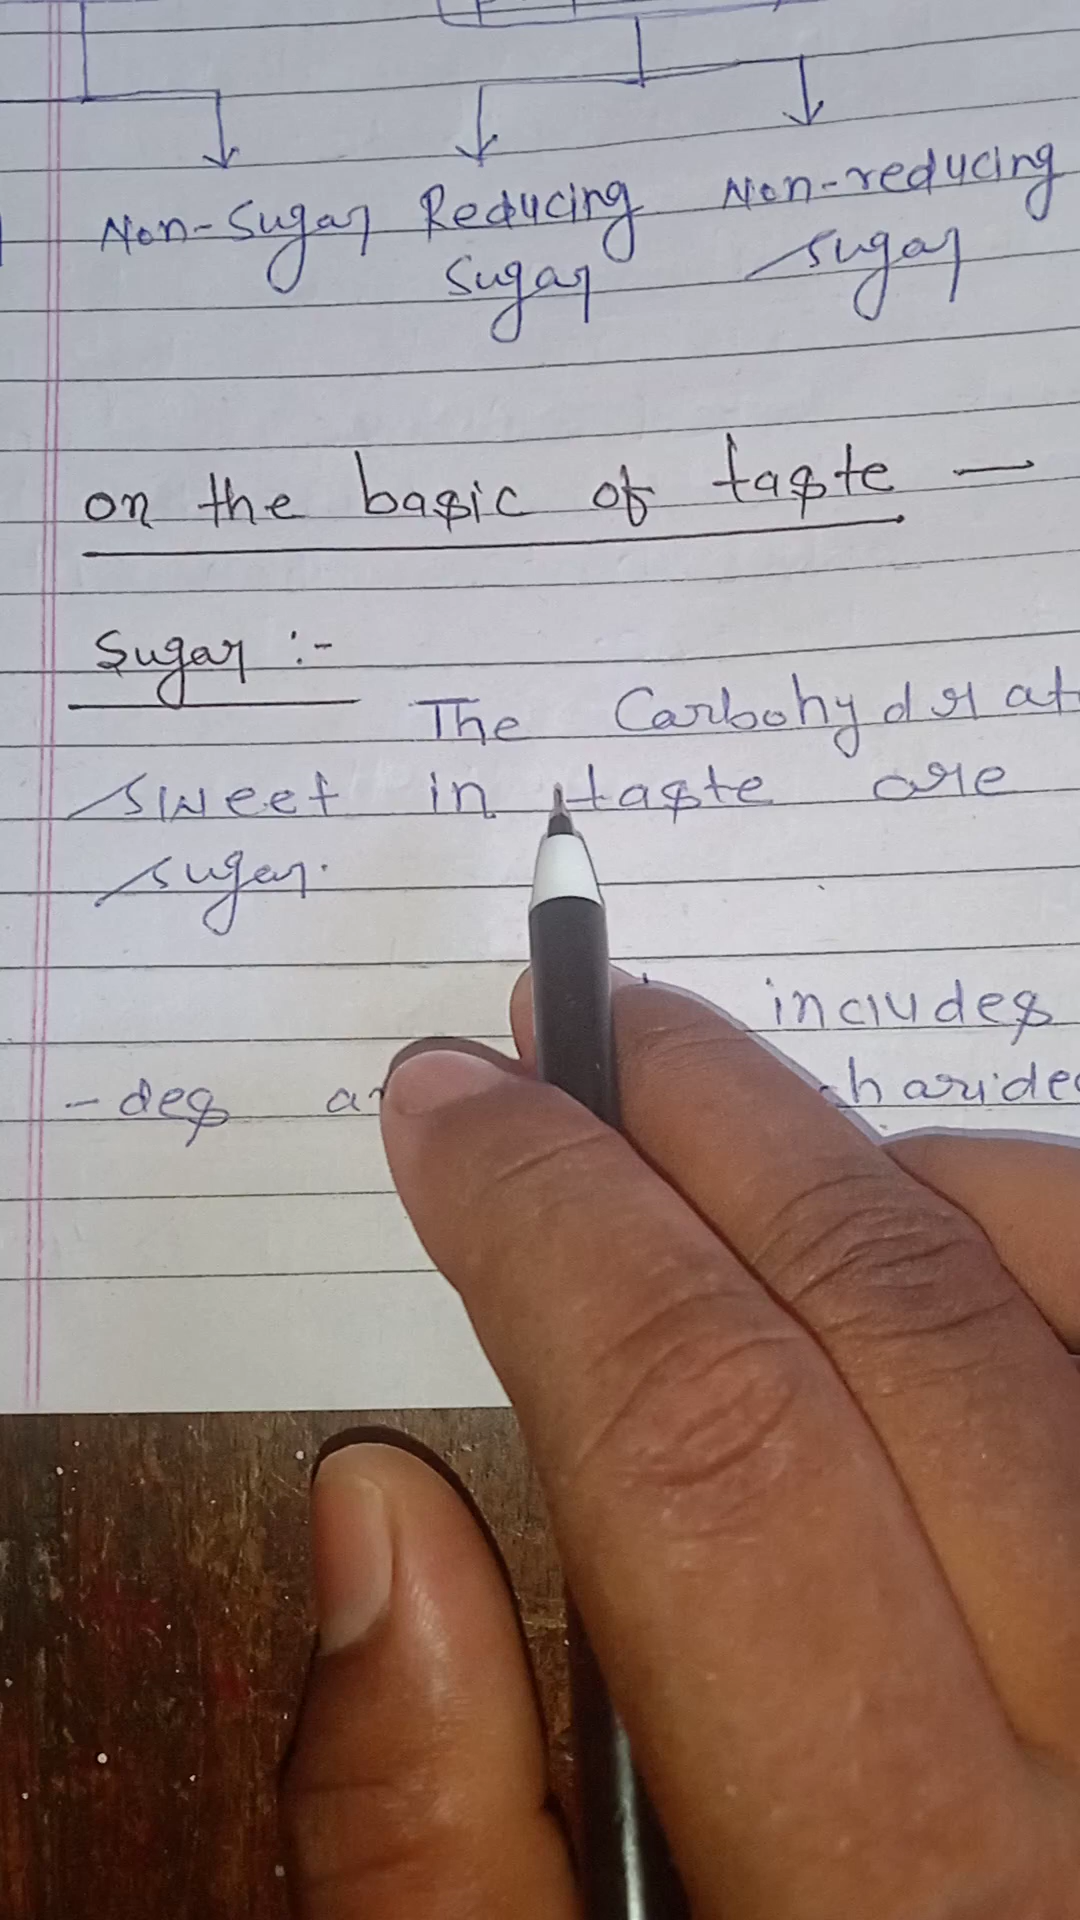 Non-Sugar Reducing Non-reducing
Sugar sugar
on the basic of taste —
Sugar :-
The Carbohydrat
sweet in taste are
sugar.
includes
-des